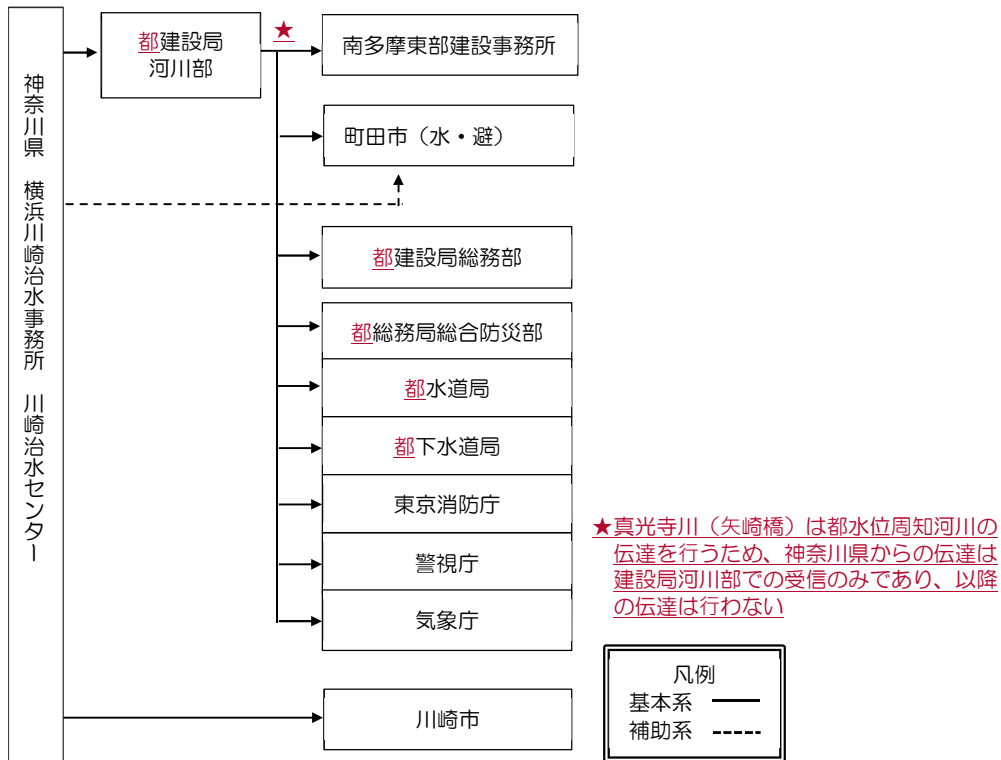 神奈川県　横浜川崎治水事務所　川崎治水センター
都建設局
河川部
★
南多摩東部建設事務所
町田市（水・避）
都建設局総務部
都総務局総合防災部
都水道局
都下水道局
東京消防庁
警視庁
気象庁
川崎市
★真光寺川（矢崎橋）は都水位周知河川の
伝達を行うため、神奈川県からの伝達は
建設局河川部での受信のみであり、以降
の伝達は行わない
凡例
基本系
補助系